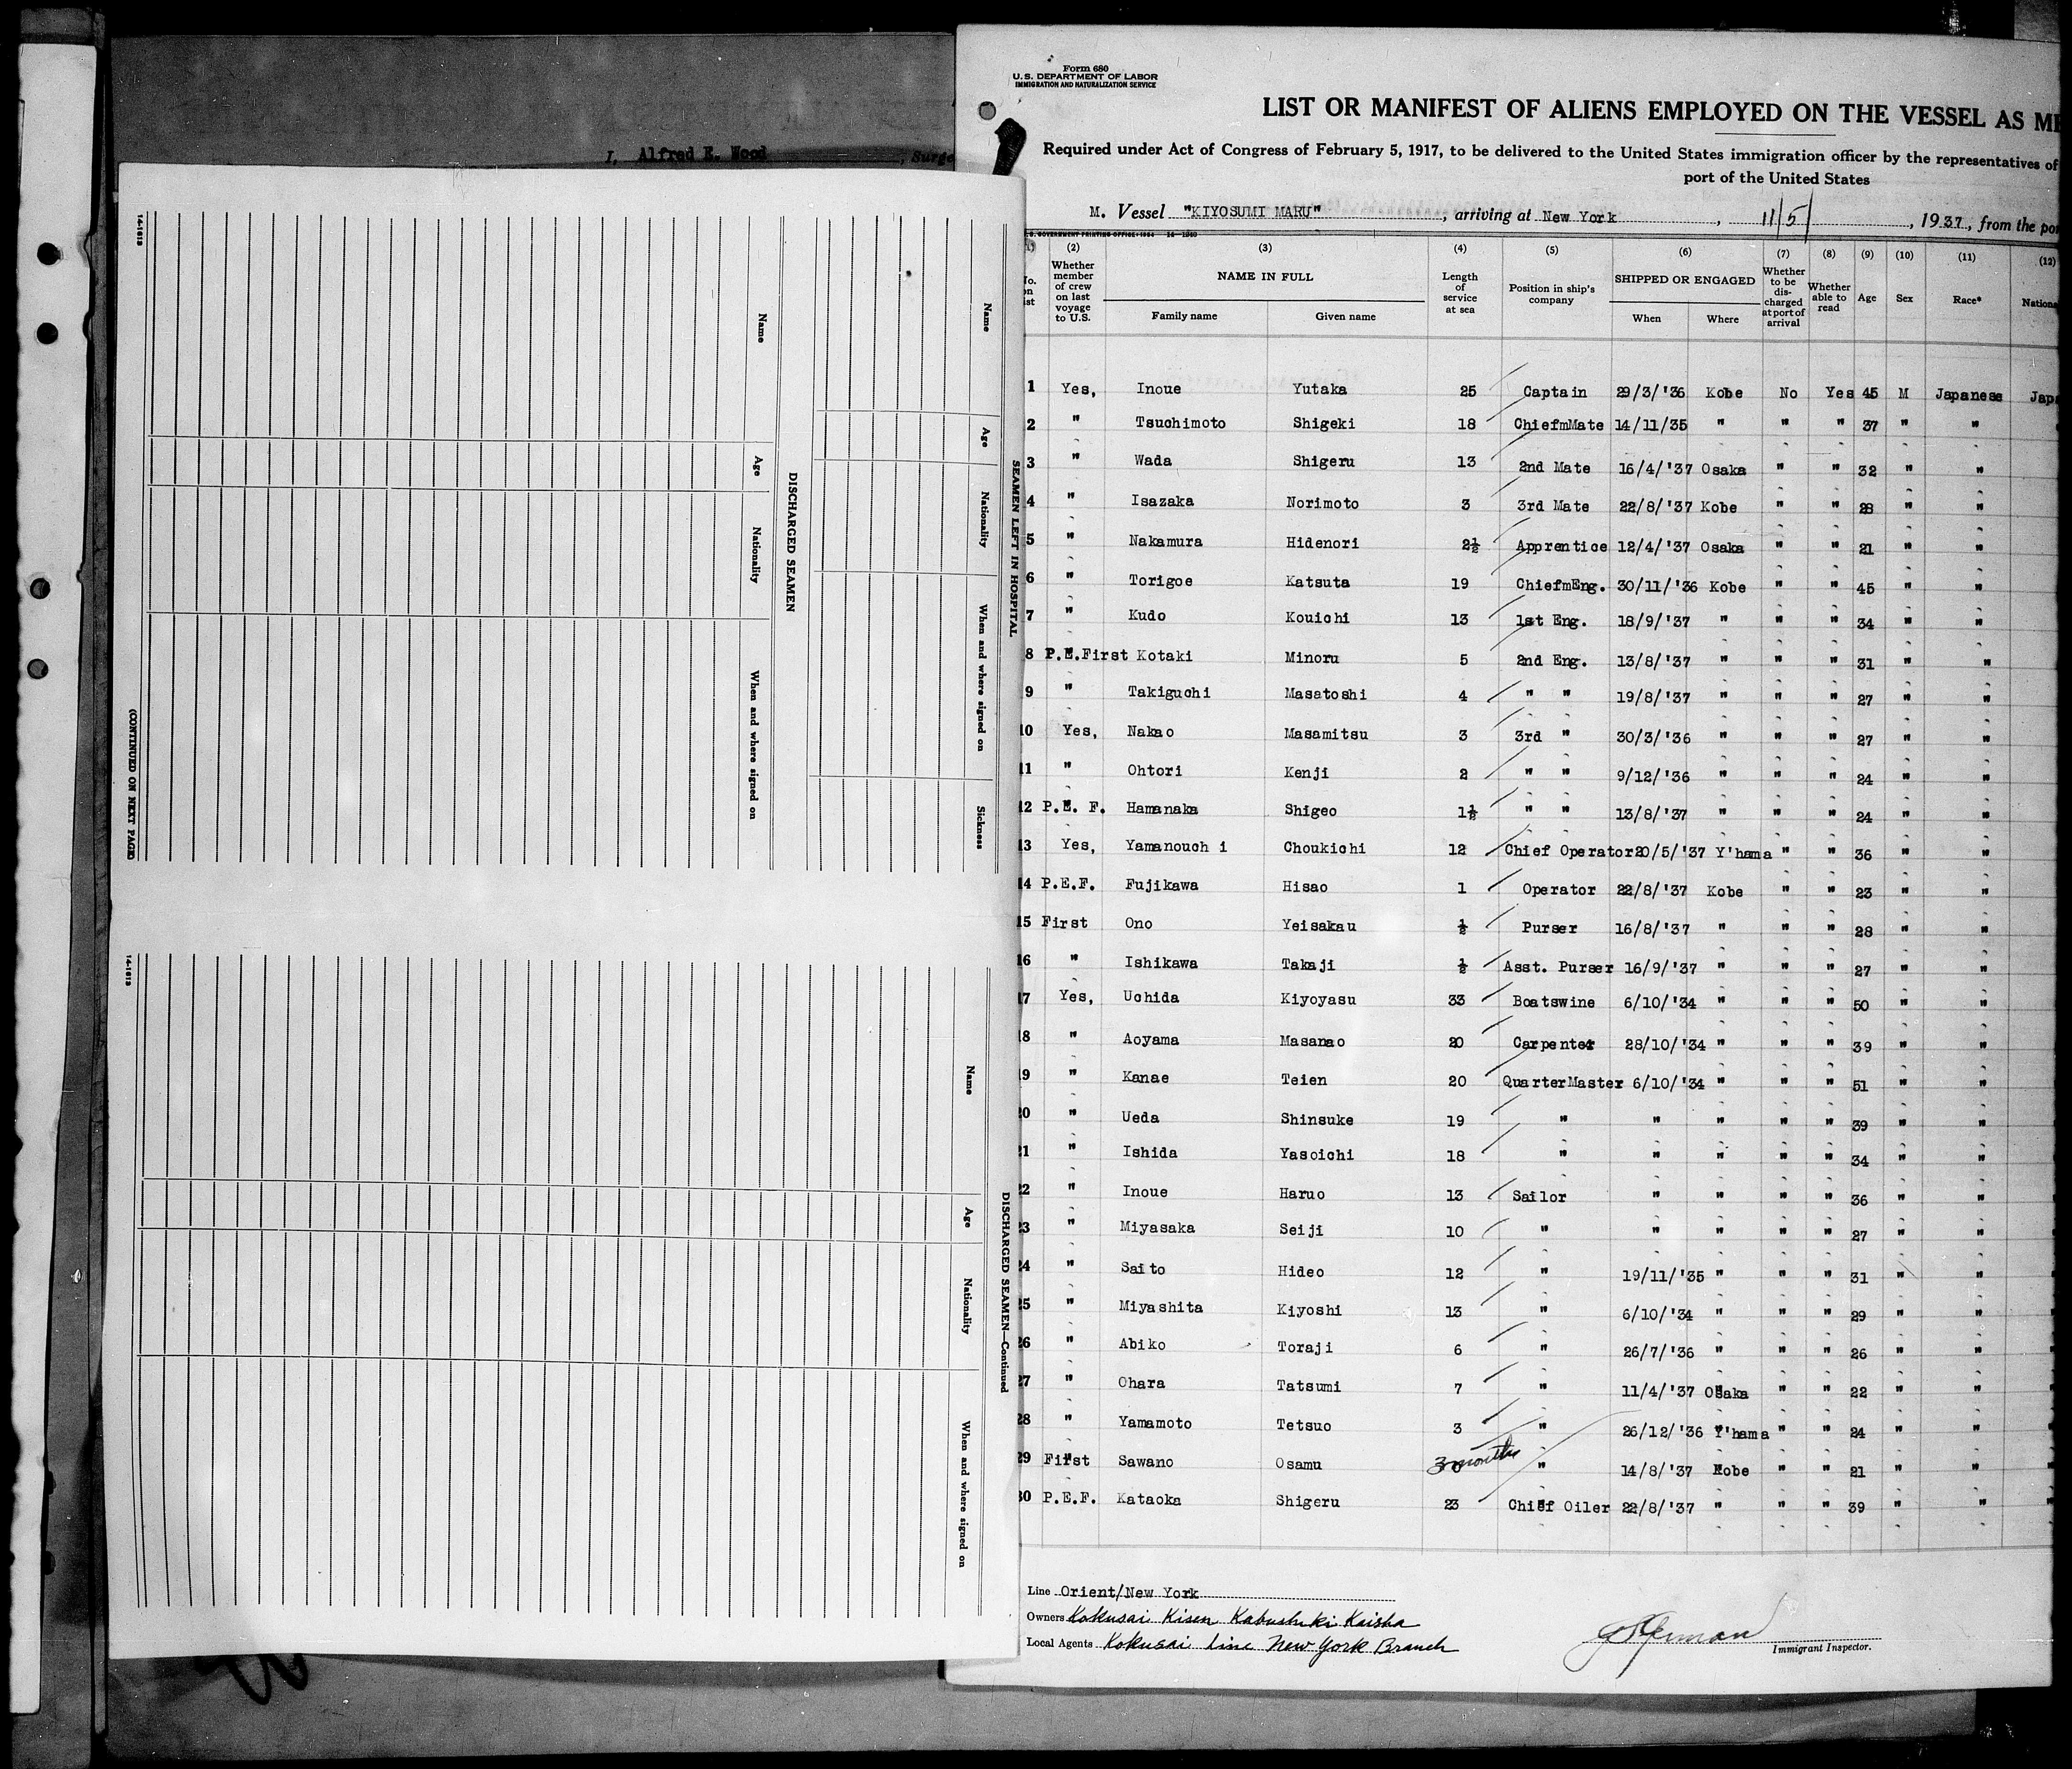 I, Alfred E. Wood, Surge
14-1613
Name
Age
Nationality
When and where signed on
Sickness
SEAMEN LEFT IN HOSPITAL
Name
Age
Nationality
When and where signed on
DISCHARGED SEAMEN
(CONTINUED ON NEXT PAGE)
14-1613
Name
Age
Nationality
When and where signed on
DISCHARGED SEAMEN—Continued
Form 680
U. S. DEPARTMENT OF LABOR
IMMIGRATION AND NATURALIZATION SERVICE
LIST OR MANIFEST OF ALIENS EMPLOYED ON THE VESSEL AS ME
Required under Act of Congress of February 5, 1917, to be delivered to the United States immigration officer by the representatives of
port of the United States
M. Vessel "KIYOSUMI MARU", arriving at New York, 11/5/, 1937, from the por
U. S. GOVERNMENT PRINTING OFFICE: 1934
(1) (2) (3) (4) (5) (6) (7) (8) (9) (10) (11) (12)
No. on list
Whether member of crew on last voyage to U.S.
NAME IN FULL
Family name
Given name
Length of service at sea
Position in ship's company
SHIPPED OR ENGAGED
When
Where
Whether to be discharged at port of arrival
Whether able to read
Age
Sex
Race*
Nationa
1 Yes, Inoue Yutaka 25 Captain 29/3/'36 Kobe No Yes 45 M Japanese Japa
2 " Tsuchimoto Shigeki 18 ChiefmMate 14/11/35 " " " 37 " "
3 " Wada Shigeru 13 2nd Mate 16/4/'37 Osaka " " 32 " "
4 " Isazaka Norimoto 3 3rd Mate 22/8/'37 Kobe " " 28 " "
5 " Nakamura Hidenori 2½ Apprentice 12/4/'37 Osaka " " 21 " "
6 " Torigoe Katsuta 19 ChiefmEng. 30/11/'36 Kobe " " 45 " "
7 " Kudo Kouichi 13 1st Eng. 18/9/'37 " " " 34 " "
8 P.E.First Kotaki Minoru 5 2nd Eng. 13/8/'37 " " " 31 " "
9 " Takiguchi Masatoshi 4 " " 19/8/'37 " " " 27 " "
10 Yes, Nakao Masamitsu 3 3rd " 30/3/'36 " " " 27 " "
11 " Ohtori Kenji 2 " " 9/12/'36 " " " 24 " "
12 P.E. F. Hamanaka Shigeo 1½ " " 13/8/'37 " " " 24 " "
13 Yes, Yamanouch i Choukichi 12 Chief Operator 20/5/'37 Y'hama " " 36 " "
14 P.E.F. Fujikawa Hisao 1 Operator 22/8/'37 Kobe " " 23 " "
15 First Ono Yeisakau ½ Purser 16/8/'37 " " " 28 " "
16 " Ishikawa Takaji ½ Asst. Purser 16/9/'37 " " " 27 " "
17 Yes, Uchida Kiyoyasu 33 Boatswine 6/10/'34 " " " 50 " "
18 " Aoyama Masanao 20 Carpenter 28/10/'34 " " " 39 " "
19 " Kanae Teien 20 QuarterMaster 6/10/'34 " " " 51 " "
20 " Ueda Shinsuke 19 " " " " " 39 " "
21 " Ishida Yasoichi 18 " " " " " 34 " "
22 " Inoue Haruo 13 Sailor " " " " 36 " "
23 " Miyasaka Seiji 10 " " " " " 27 " "
24 " Saito Hideo 12 " 19/11/'35 " " " 31 " "
25 " Miyashita Kiyoshi 13 " 6/10/'34 " " " 29 " "
26 " Abiko Toraji 6 " 26/7/'36 " " " 26 " "
27 " Ohara Tatsumi 7 " 11/4/'37 Osaka " " 22 " "
28 " Yamamoto Tetsuo 3 " 26/12/'36 Y'hama " " 24 " "
29 First Sawano Osamu 3 months " 14/8/'37 Kobe " " 21 " "
30 P.E.F. Kataoka Shigeru 23 Chief Oiler 22/8/'37 " " " 39 " "
Line Orient/New York
Owners Kokusai Kisen Kabushiki Kaisha
Local Agents Kokusai Line New York Branch
Immigrant Inspector.